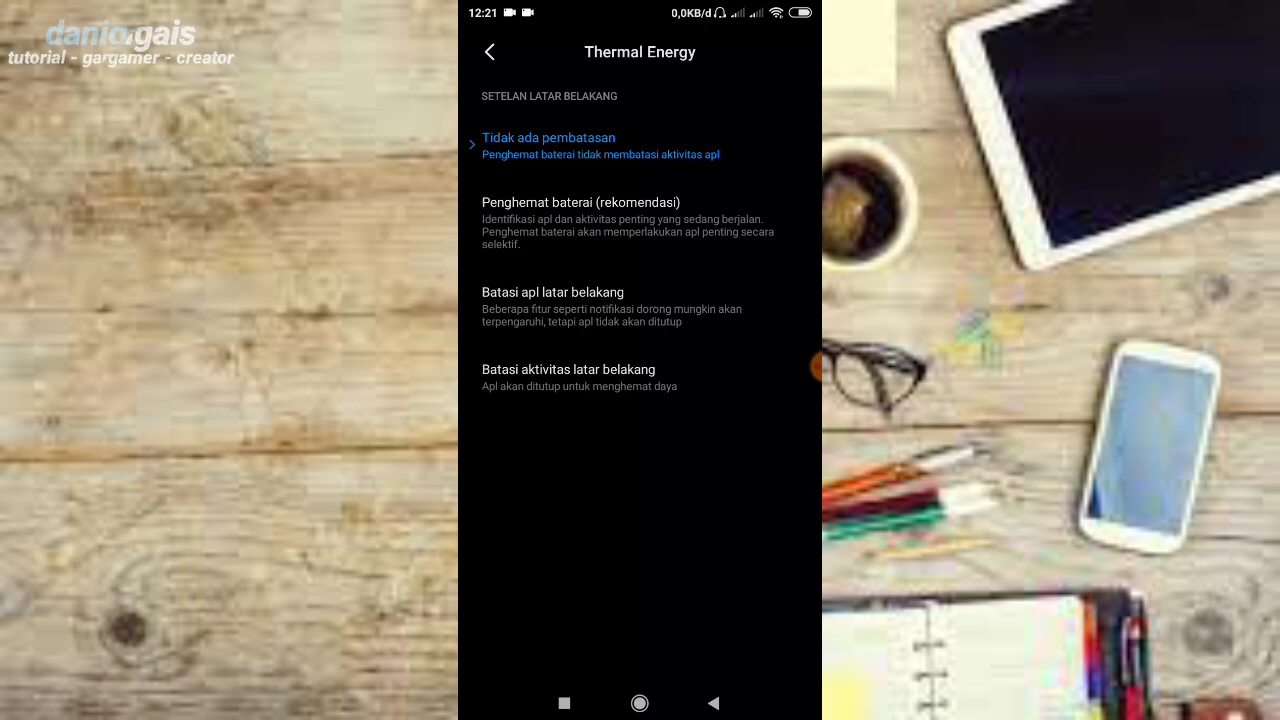 danio.gais
tutorial - gargamer - creator
12:21
0,0KB/d
Thermal Energy
SETELAN LATAR BELAKANG
Tidak ada pembatasan
Penghemat baterai tidak membatasi aktivitas apl
Penghemat baterai (rekomendasi)
Identifikasi apl dan aktivitas penting yang sedang berjalan.
Penghemat baterai akan memperlakukan apl penting secara
selektif.
Batasi apl latar belakang
Beberapa fitur seperti notifikasi dorong mungkin akan
terpengaruhi, tetapi apl tidak akan ditutup
Batasi aktivitas latar belakang
Apl akan ditutup untuk menghemat daya